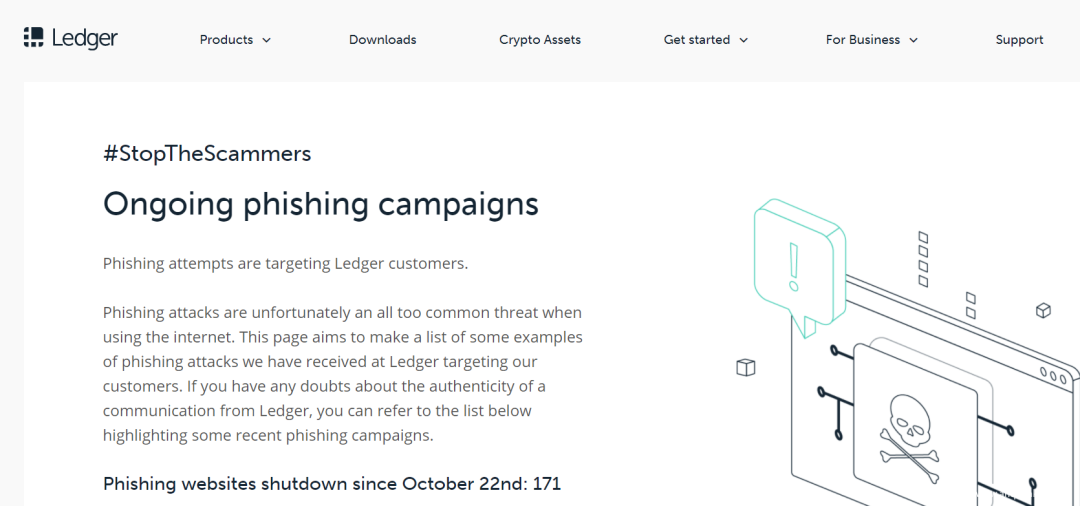 Ledger
Products
Downloads
Crypto Assets
Get started
For Business
Support
#StopTheScammers
Ongoing phishing campaigns
Phishing attempts are targeting Ledger customers.
Phishing attacks are unfortunately an all too common threat when
using the internet. This page aims to make a list of some examples
of phishing attacks we have received at Ledger targeting our
customers. If you have any doubts about the authenticity of a
communication from Ledger, you can refer to the list below
highlighting some recent phishing campaigns.
Phishing websites shutdown since October 22nd: 171